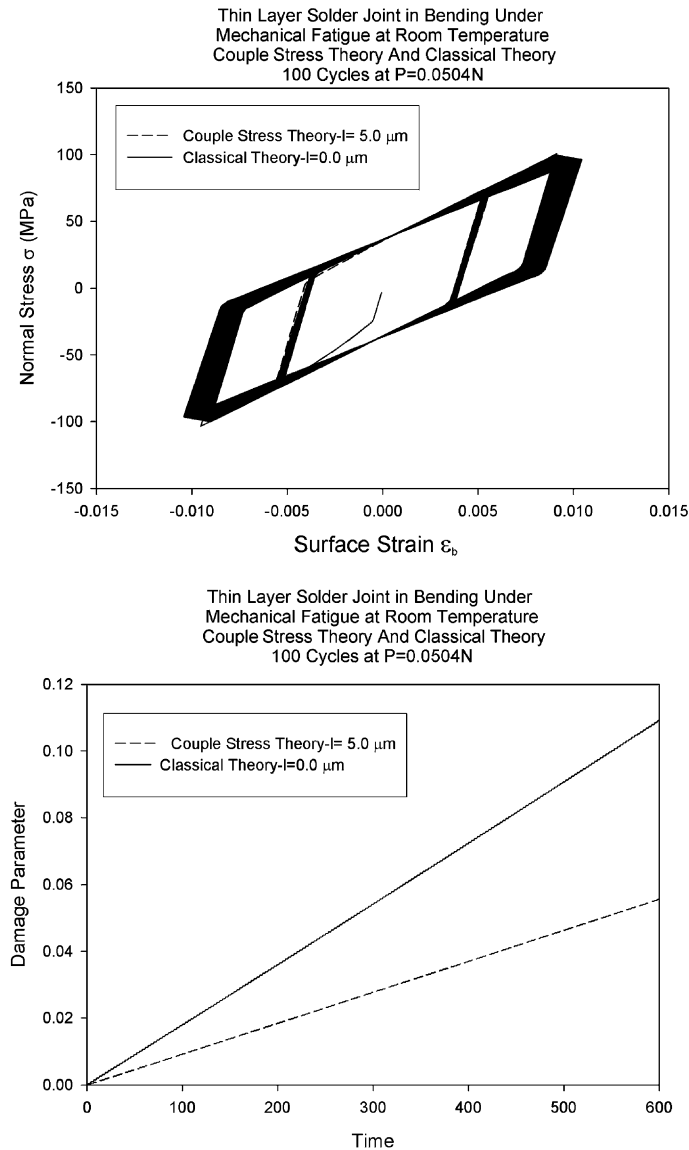 Thin Layer Solder Joint in Bending Under
Mechanical Fatigue at Room Temperature
Couple Stress Theory And Classical Theory
100 Cycles at P=0.0504N
150
100
50
0
-50
-100
-150
Normal Stress σ (MPa)
Couple Stress Theory-l= 5.0 μm
Classical Theory-l=0.0 μm
-0.015 -0.010 -0.005 0.000 0.005 0.010 0.015
Surface Strain εb
Thin Layer Solder Joint in Bending Under
Mechanical Fatigue at Room Temperature
Couple Stress Theory And Classical Theory
100 Cycles at P=0.0504N
0.12
0.10
0.08
0.06
0.04
0.02
0.00
Damage Parameter
Couple Stress Theory-l= 5.0 μm
Classical Theory-l=0.0 μm
0 100 200 300 400 500 600
Time